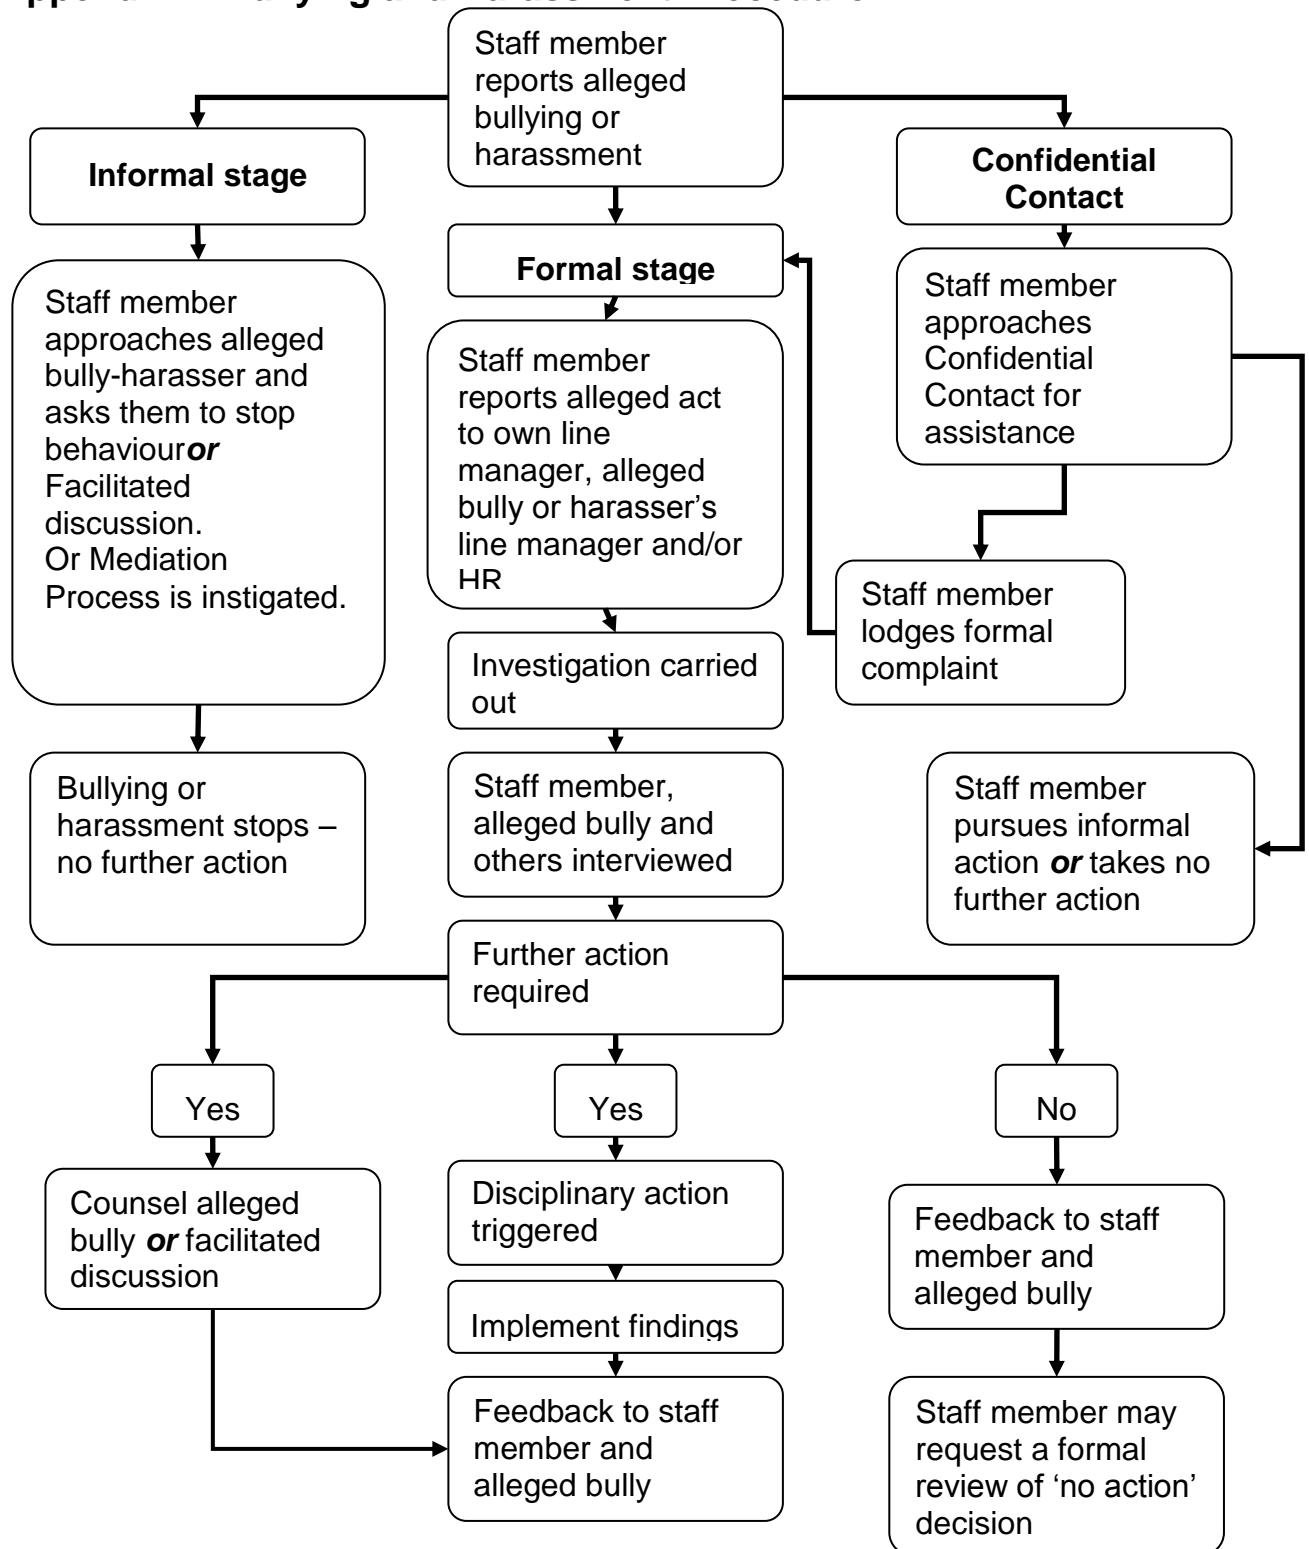 Staff member
reports alleged
bullying or
harassment
Informal stage
Confidential
Contact
Formal stage
Staff member
approaches alleged
bully-harasser and
asks them to stop
behaviouror
Facilitated
discussion.
Or Mediation
Process is instigated.
Staff member
reports alleged act
to own line
manager, alleged
bully or harasser’s
line manager and/or
HR
Staff member
approaches
Confidential
Contact for
assistance
Staff member
lodges formal
complaint
Investigation carried
out
Bullying or
harassment stops –
no further action
Staff member,
alleged bully and
others interviewed
Staff member
pursues informal
action or takes no
further action
Further action
required
Yes
Yes
No
Counsel alleged
bully or facilitated
discussion
Disciplinary action
triggered
Implement findings
Feedback to staff
member and
alleged bully
Feedback to staff
member and
alleged bully
Staff member may
request a formal
review of ‘no action’
decision